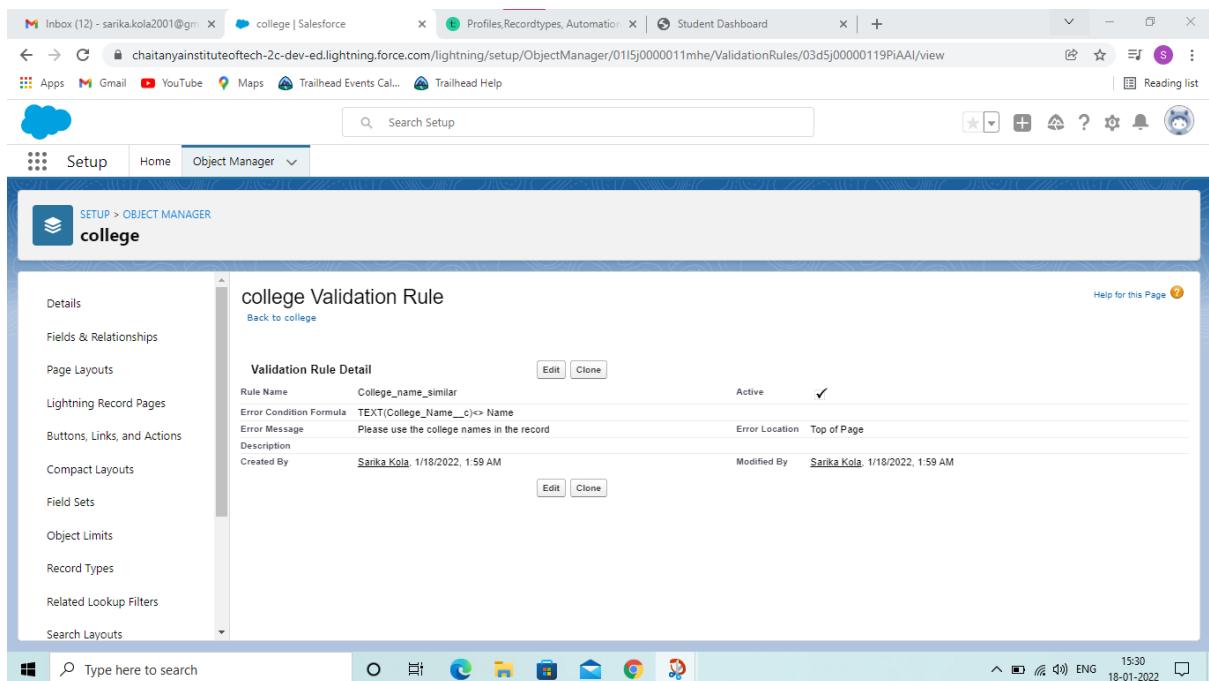 Inbox (12) - sarika.kola2001@gm college | Salesforce Profiles,Recordtypes, Automation Student Dashboard
chaitanyainstituteoftech-2c-dev-ed.lightning.force.com/lightning/setup/ObjectManager/01I5j0000011mhe/ValidationRules/03d5j00000119PiAAI/view S
Apps Gmail YouTube Maps Trailhead Events Cal... Trailhead Help Reading list
Search Setup
Setup Home Object Manager
SETUP > OBJECT MANAGER
college
Details
Fields & Relationships
Page Layouts
Lightning Record Pages
Buttons, Links, and Actions
Compact Layouts
Field Sets
Object Limits
Record Types
Related Lookup Filters
Search Layouts
college Validation Rule
Help for this Page
Back to college
Validation Rule Detail Edit Clone
Rule Name College_name_similar Active
Error Condition Formula TEXT(College_Name__c)<> Name
Error Message Please use the college names in the record Error Location Top of Page
Description
Created By Sarika Kola, 1/18/2022, 1:59 AM Modified By Sarika Kola, 1/18/2022, 1:59 AM
Edit Clone
Type here to search ENG 15:30
18-01-2022